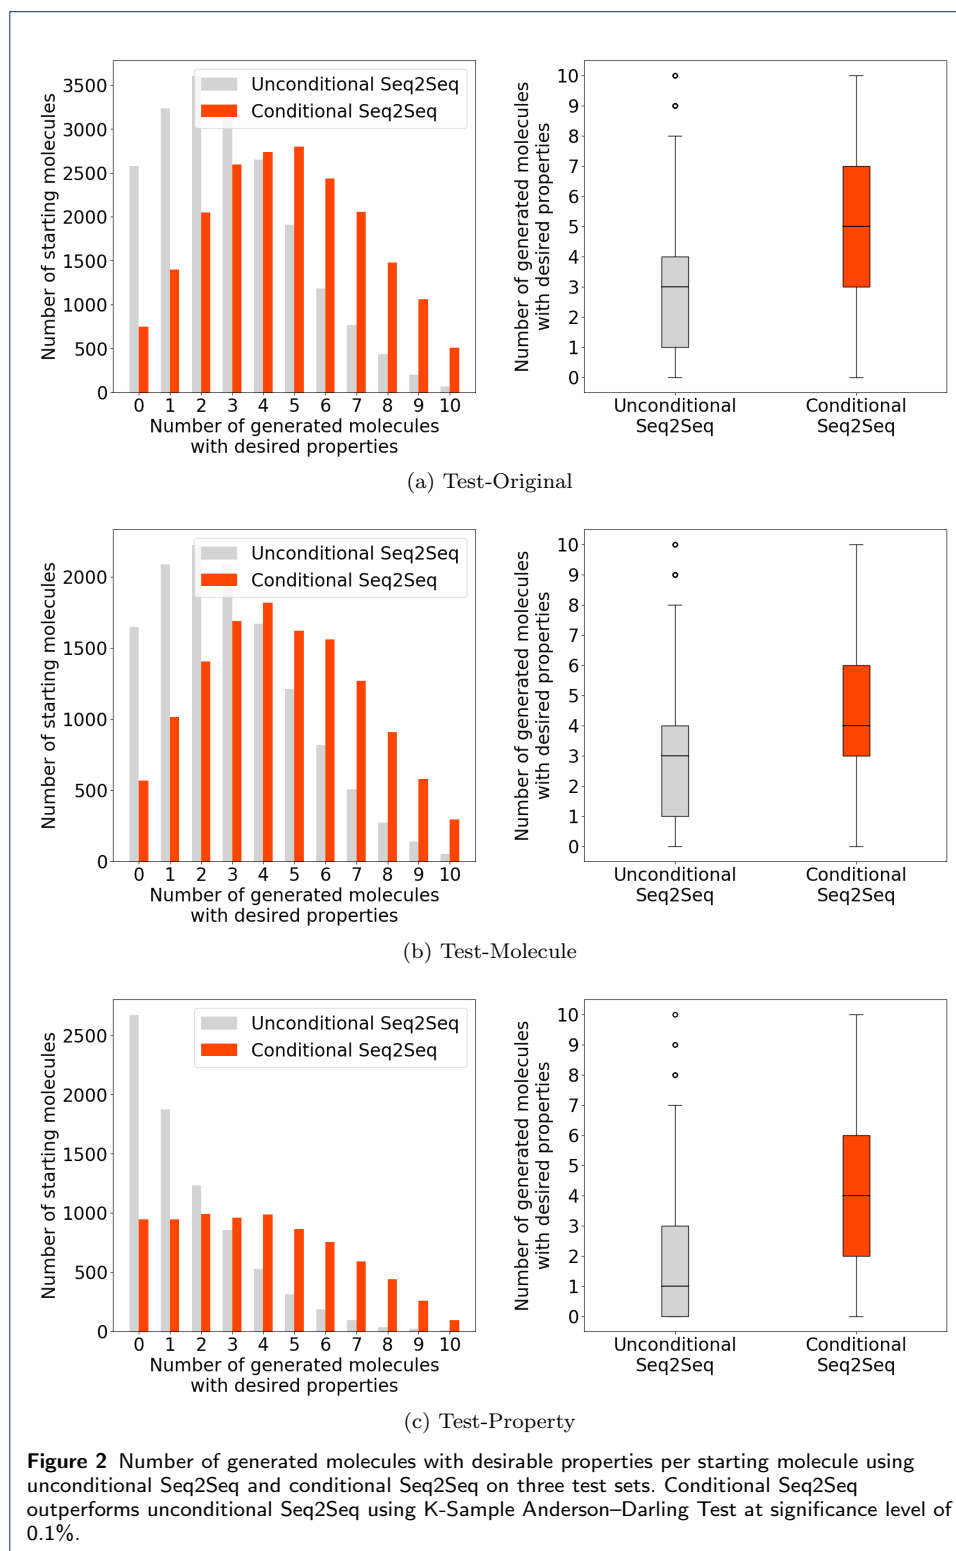 Number of starting molecules
3500
3000
2500
2000
1500
1000
500
0
Unconditional Seq2Seq
Conditional Seq2Seq
0 1 2 3 4 5 6 7 8 9 10
Number of generated molecules
with desired properties
Number of generated molecules
with desired properties
10
9
8
7
6
5
4
3
2
1
0
Unconditional
Seq2Seq
Conditional
Seq2Seq
(a) Test-Original
Number of starting molecules
2000
1500
1000
500
0
Unconditional Seq2Seq
Conditional Seq2Seq
0 1 2 3 4 5 6 7 8 9 10
Number of generated molecules
with desired properties
Number of generated molecules
with desired properties
10
9
8
7
6
5
4
3
2
1
0
Unconditional
Seq2Seq
Conditional
Seq2Seq
(b) Test-Molecule
Number of starting molecules
2500
2000
1500
1000
500
0
Unconditional Seq2Seq
Conditional Seq2Seq
0 1 2 3 4 5 6 7 8 9 10
Number of generated molecules
with desired properties
Number of generated molecules
with desired properties
10
9
8
7
6
5
4
3
2
1
0
Unconditional
Seq2Seq
Conditional
Seq2Seq
(c) Test-Property
Figure 2 Number of generated molecules with desirable properties per starting molecule using
unconditional Seq2Seq and conditional Seq2Seq on three test sets. Conditional Seq2Seq
outperforms unconditional Seq2Seq using K-Sample Anderson–Darling Test at significance level of
0.1%.